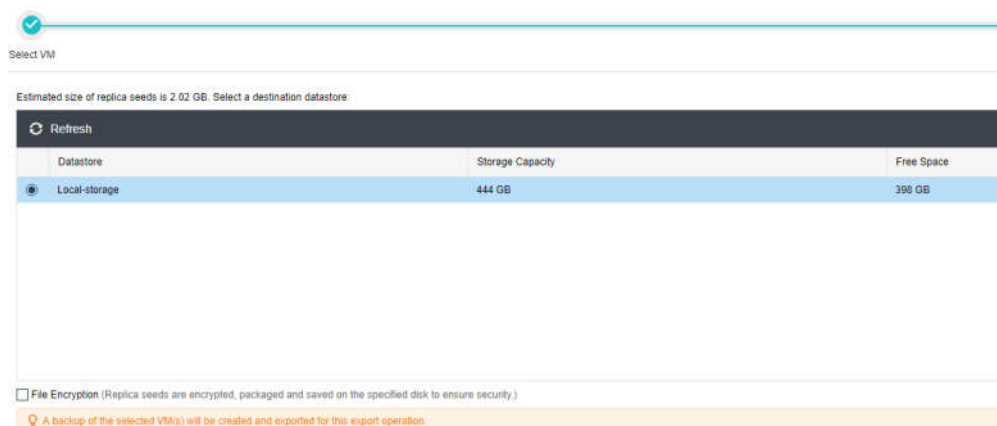 Select VM
Estimated size of replica seeds is 2.02 GB. Select a destination datastore:
Refresh
Datastore Storage Capacity Free Space
Local-storage 444 GB 398 GB
File Encryption (Replica seeds are encrypted, packaged and saved on the specified disk to ensure security.)
A backup of the selected VM(s) will be created and exported for this export operation.